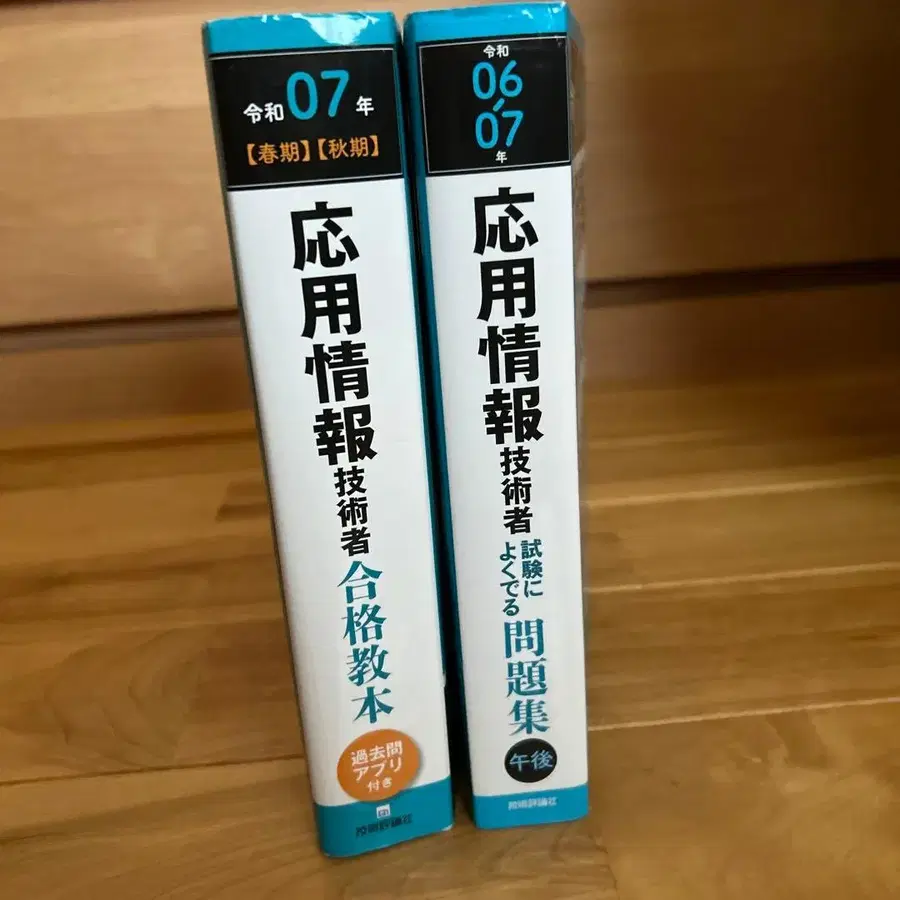 令和07年
【春期】【秋期】
応用情報技術者
合格教本
過去問
アプリ
付き
技術評論社
令和
06/07
年
応用情報技術者
試験に
よくでる
問題集
午後
技術評論社